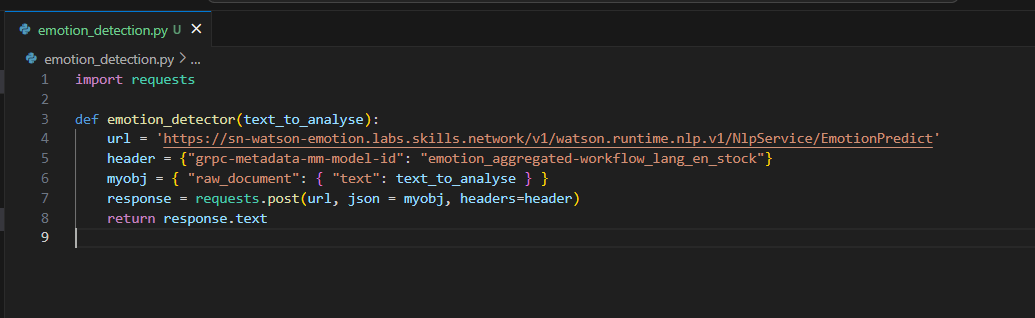 emotion_detection.py U ×
emotion_detection.py > ...
1 import requests
2
3 def emotion_detector(text_to_analyse):
4     url = 'https://sn-watson-emotion.labs.skills.network/v1/watson.runtime.nlp.v1/NlpService/EmotionPredict'
5     header = {"grpc-metadata-mm-model-id": "emotion_aggregated-workflow_lang_en_stock"}
6     myobj = { "raw_document": { "text": text_to_analyse } }
7     response = requests.post(url, json = myobj, headers=header)
8     return response.text
9